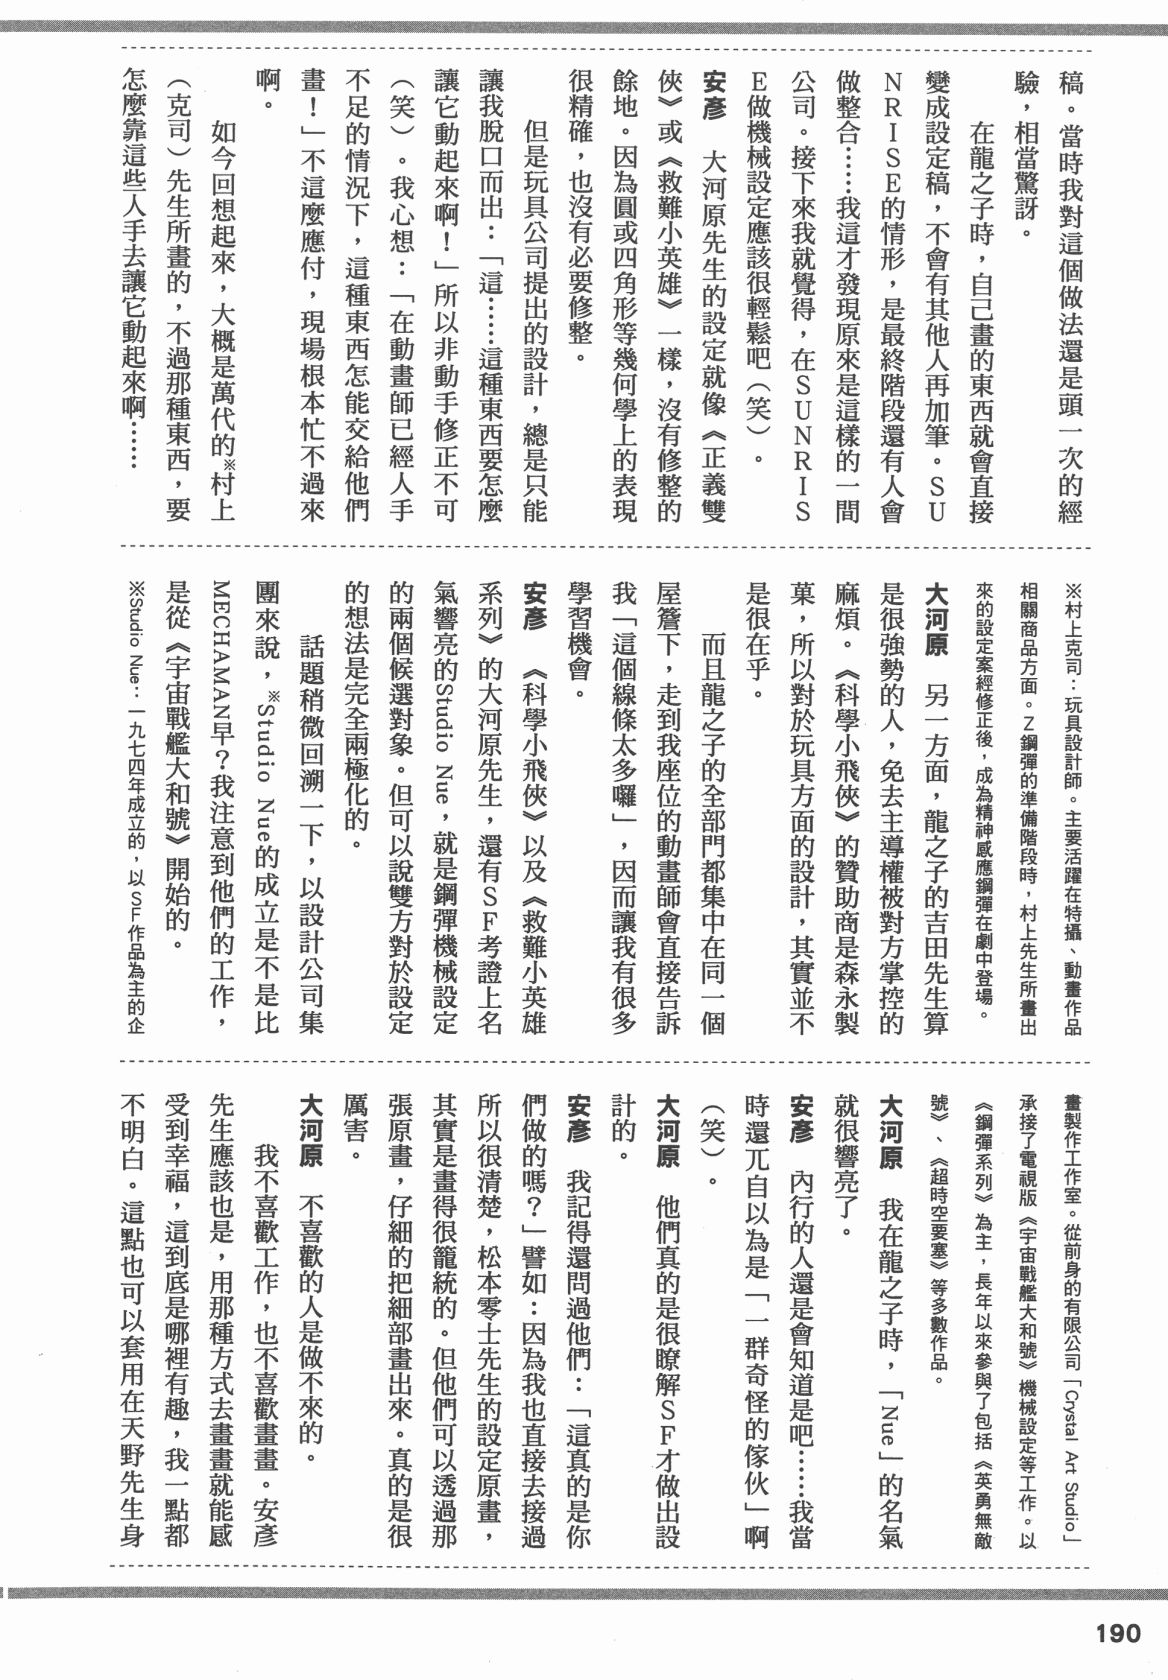 稿。當時我對這個做法還是頭一次的經
驗，相當驚訝。
在龍之子時，自己畫的東西就會直接
變成設定稿，不會有其他人再加筆。SU
NRISE的情形，是最終階段還有人會
做整合……我這才發現原來是這樣的一間
公司。接下來我就覺得，在SUNRIS
E做機械設定應該很輕鬆吧（笑）。
安彥　大河原先生的設定就像《正義雙
俠》或《救難小英雄》一樣，沒有修整的
餘地。因為圓或四角形等幾何學上的表現
很精確，也沒有必要修整。
但是玩具公司提出的設計，總是只能
讓我脫口而出：「這……這種東西要怎麼
讓它動起來啊！」所以非動手修正不可
（笑）。我心想：「在動畫師已經人手
不足的情況下，這種東西怎能交給他們
畫！」不這麼應付，現場根本忙不過來
啊。
如今回想起來，大概是萬代的※村上
（克司）先生所畫的，不過那種東西，要
怎麼靠這些人手去讓它動起來啊……
※村上克司：玩具設計師。主要活躍在特攝、動畫作品
相關商品方面。Z鋼彈的準備階段時，村上先生所畫出
來的設定案經修正後，成為精神感應鋼彈在劇中登場。
大河原　另一方面，龍之子的吉田先生算
是很強勢的人，免去主導權被對方掌控的
麻煩。《科學小飛俠》的贊助商是森永製
菓，所以對於玩具方面的設計，其實並不
是很在乎。
而且龍之子的全部門都集中在同一個
屋簷下，走到我座位的動畫師會直接告訴
我「這個線條太多囉」，因而讓我有很多
學習機會。
安彥　《科學小飛俠》以及《救難小英雄
系列》的大河原先生，還有SF考證上名
氣響亮的Studio Nue，就是鋼彈機械設定
的兩個候選對象。但可以說雙方對於設定
的想法是完全兩極化的。
話題稍微回溯一下，以設計公司集
團來說，※Studio Nue的成立是不是比
MECHAMAN早？我注意到他們的工作，
是從《宇宙戰艦大和號》開始的。
※Studio Nue：一九七四年成立的，以SF作品為主的企
畫製作工作室。從前身的有限公司「Crystal Art Studio」
承接了電視版《宇宙戰艦大和號》機械設定等工作。以
《鋼彈系列》為主，長年以來參與了包括《英勇無敵
號》、《超時空要塞》等多數作品。
大河原　我在龍之子時，「Nue」的名氣
就很響亮了。
安彥　內行的人還是會知道是吧……我當
時還兀自以為是「一群奇怪的傢伙」啊
（笑）。
大河原　他們真的是很瞭解SF才做出設
計的。
安彥　我記得還問過他們：「這真的是你
們做的嗎？」譬如：因為我也直接去接過
所以很清楚，松本零士先生的設定原畫，
其實是畫得很籠統的。但他們可以透過那
張原畫，仔細的把細部畫出來。真的是很
厲害。
大河原　不喜歡的人是做不來的。
我不喜歡工作，也不喜歡畫畫。安彥
先生應該也是，用那種方式去畫畫就能感
受到幸福，這到底是哪裡有趣，我一點都
不明白。這點也可以套用在天野先生身
190